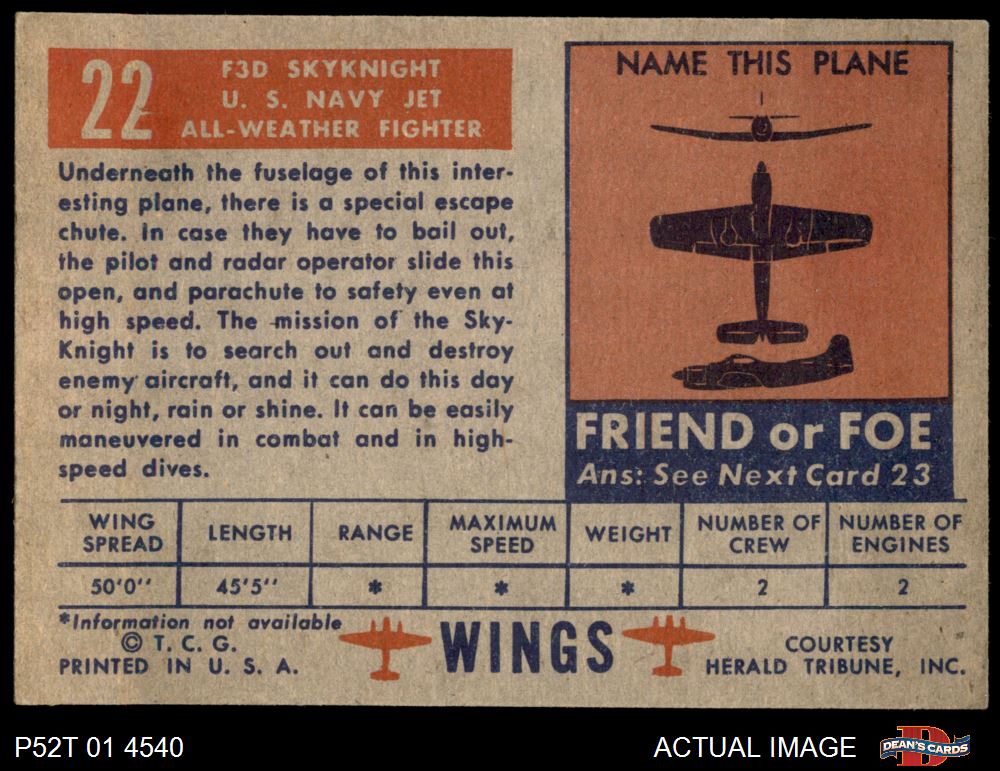 22
F3D SKYKNIGHT
U. S. NAVY JET
ALL-WEATHER FIGHTER
Underneath the fuselage of this inter-
esting plane, there is a special escape
chute. In case they have to bail out,
the pilot and radar operator slide this
open, and parachute to safety even at
high speed. The mission of the Sky-
Knight is to search out and destroy
enemy aircraft, and it can do this day
or night, rain or shine. It can be easily
maneuvered in combat and in high-
speed dives.
NAME THIS PLANE
FRIEND or FOE
Ans: See Next Card 23
WING SPREAD
LENGTH
RANGE
MAXIMUM SPEED
WEIGHT
NUMBER OF CREW
NUMBER OF ENGINES
50'0''
45'5''
*
*
*
2
2
*Information not available
© T. C. G.
PRINTED IN U. S. A.
WINGS
COURTESY
HERALD TRIBUNE, INC.
P52T 01 4540
ACTUAL IMAGE
D
DEAN'S CARDS